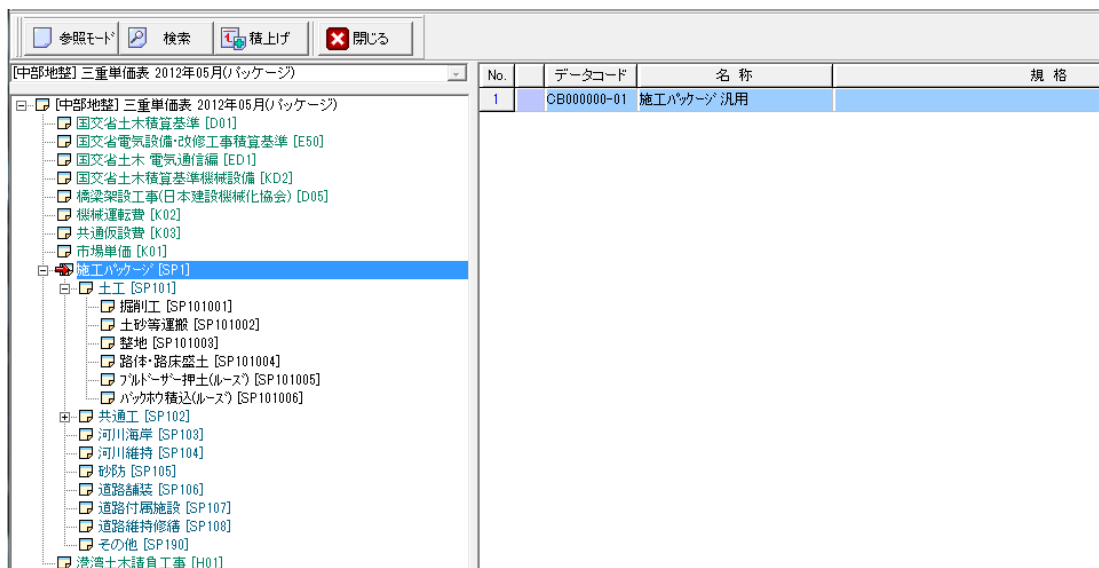 参照ﾓｰﾄﾞ 検索 積上げ 閉じる
[中部地整] 三重単価表 2012年05月(パッケージ)
No. データコード 名 称 規 格
1 CB000000-01 施工ﾊﾟｯｹｰｼﾞ 汎用
[中部地整] 三重単価表 2012年05月(パッケージ)
国交省土木積算基準 [D01]
国交省電気設備・改修工事積算基準 [E50]
国交省土木 電気通信編 [ED1]
国交省土木積算基準機械設備 [KD2]
橋梁架設工事(日本建設機械化協会) [D05]
機械運転費 [K02]
共通仮設費 [K03]
市場単価 [K01]
施工ﾊﾟｯｹｰｼﾞ [SP1]
土工 [SP101]
掘削工 [SP101001]
土砂等運搬 [SP101002]
整地 [SP101003]
路体・路床盛土 [SP101004]
ﾌﾞﾙﾄﾞｰｻﾞｰ押土(ﾙｰｽﾞ) [SP101005]
ﾊﾞｯｸﾎｳ積込(ﾙｰｽﾞ) [SP101006]
共通工 [SP102]
河川海岸 [SP103]
河川維持 [SP104]
砂防 [SP105]
道路舗装 [SP106]
道路付属施設 [SP107]
道路維持修繕 [SP108]
その他 [SP190]
港湾土木請負工事 [H01]